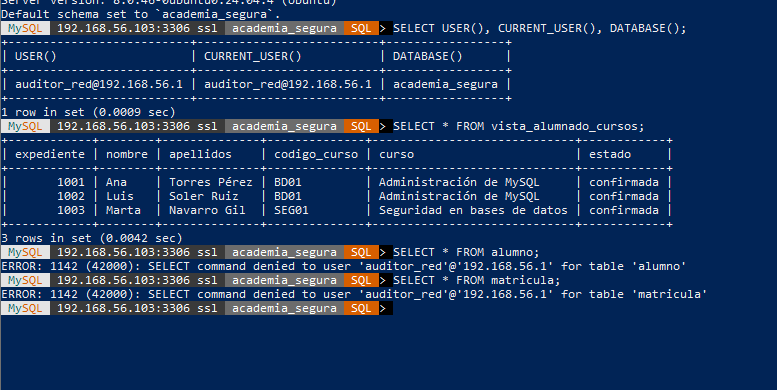 Server version: 8.0.46-0ubuntu0.24.04.4 (Ubuntu)
Default schema set to `academia_segura`.
MySQL 192.168.56.103:3306 ssl academia_segura SQL > SELECT USER(), CURRENT_USER(), DATABASE();
+---------------------------+---------------------------+-----------------+
| USER() | CURRENT_USER() | DATABASE() |
+---------------------------+---------------------------+-----------------+
| auditor_red@192.168.56.1 | auditor_red@192.168.56.1 | academia_segura |
+---------------------------+---------------------------+-----------------+
1 row in set (0.0009 sec)
MySQL 192.168.56.103:3306 ssl academia_segura SQL > SELECT * FROM vista_alumnado_cursos;
+------------+--------+--------------+--------------+-----------------------------+------------+
| expediente | nombre | apellidos | codigo_curso | curso | estado |
+------------+--------+--------------+--------------+-----------------------------+------------+
| 1001 | Ana | Torres Pérez | BD01 | Administración de MySQL | confirmada |
| 1002 | Luis | Soler Ruiz | BD01 | Administración de MySQL | confirmada |
| 1003 | Marta | Navarro Gil | SEG01 | Seguridad en bases de datos | confirmada |
+------------+--------+--------------+--------------+-----------------------------+------------+
3 rows in set (0.0042 sec)
MySQL 192.168.56.103:3306 ssl academia_segura SQL > SELECT * FROM alumno;
ERROR: 1142 (42000): SELECT command denied to user 'auditor_red'@'192.168.56.1' for table 'alumno'
MySQL 192.168.56.103:3306 ssl academia_segura SQL > SELECT * FROM matricula;
ERROR: 1142 (42000): SELECT command denied to user 'auditor_red'@'192.168.56.1' for table 'matricula'
MySQL 192.168.56.103:3306 ssl academia_segura SQL >